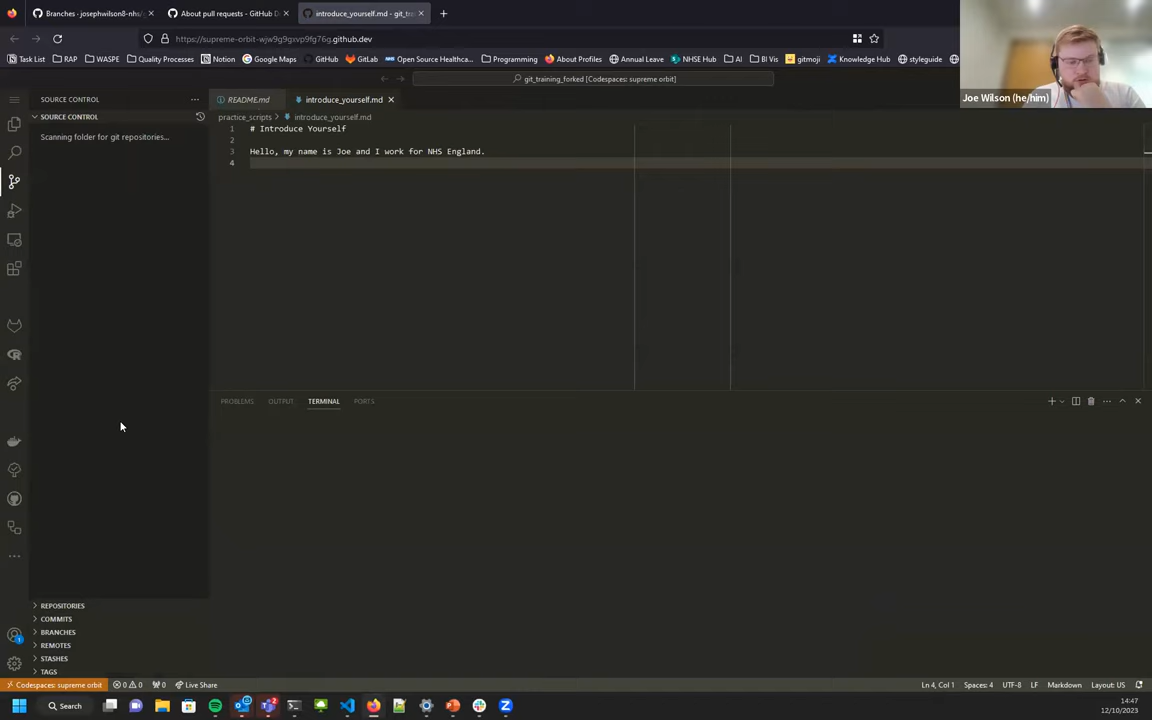 Branches - josephwilson8-nhs/g
About pull requests - GitHub D
introduce_yourself.md - git_tr
https://supreme-orbit-wjw9g9gxvp9fg76g.github.dev
Task List
RAP
WASPE
Quality Processes
Notion
Google Maps
GitHub
GitLab
Open Source Healthca...
Programming
About Profiles
Annual Leave
NHSE Hub
AI
BI Vis
gitmoji
Knowledge Hub
styleguide
git_training_forked [Codespaces: supreme orbit]
Joe Wilson (he/him)
SOURCE CONTROL
README.md
introduce_yourself.md
SOURCE CONTROL
practice_scripts
introduce_yourself.md
Scanning folder for git repositories...
1 # Introduce Yourself
2
3 Hello, my name is Joe and I work for NHS England.
4
PROBLEMS
OUTPUT
TERMINAL
PORTS
REPOSITORIES
COMMITS
BRANCHES
REMOTES
STASHES
TAGS
1
Codespaces: supreme orbit
0
0
0
Live Share
Ln 4, Col 1
Spaces: 4
UTF-8
LF
Markdown
Layout: US
Search
2
14:47
12/10/2023